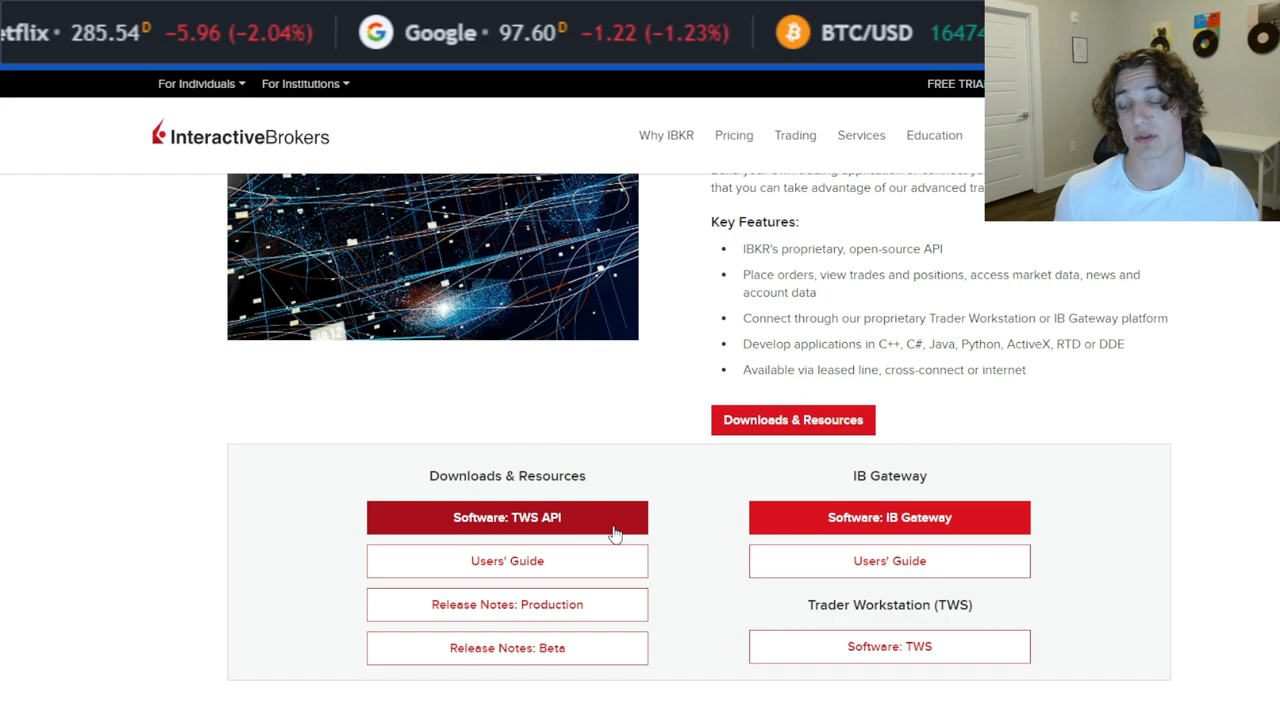 etflix • 285.54 D −5.96 (−2.04%) Google • 97.60 D −1.22 (−1.23%) BTC/USD 16474
For Individuals For Institutions FREE TRIA
InteractiveBrokers Why IBKR Pricing Trading Services Education
that you can take advantage of our advanced tra
Key Features:
• IBKR's proprietary, open-source API
• Place orders, view trades and positions, access market data, news and
account data
• Connect through our proprietary Trader Workstation or IB Gateway platform
• Develop applications in C++, C#, Java, Python, ActiveX, RTD or DDE
• Available via leased line, cross-connect or internet
Downloads & Resources
Downloads & Resources
Software: TWS API
Users' Guide
Release Notes: Production
Release Notes: Beta
IB Gateway
Software: IB Gateway
Users' Guide
Trader Workstation (TWS)
Software: TWS